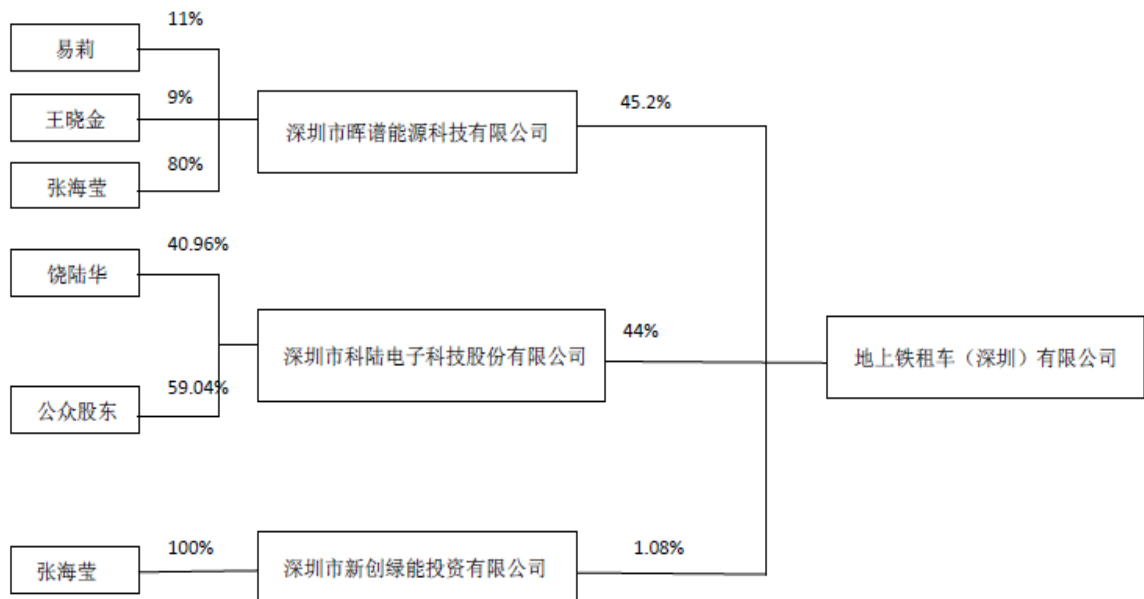 11%
易莉
9%
王晓金
深圳市晖谱能源科技有限公司
45.2%
80%
张海莹
40.96%
饶陆华
深圳市科陆电子科技股份有限公司
44%
地上铁租车（深圳）有限公司
59.04%
公众股东
100%
张海莹
深圳市新创绿能投资有限公司
1.08%